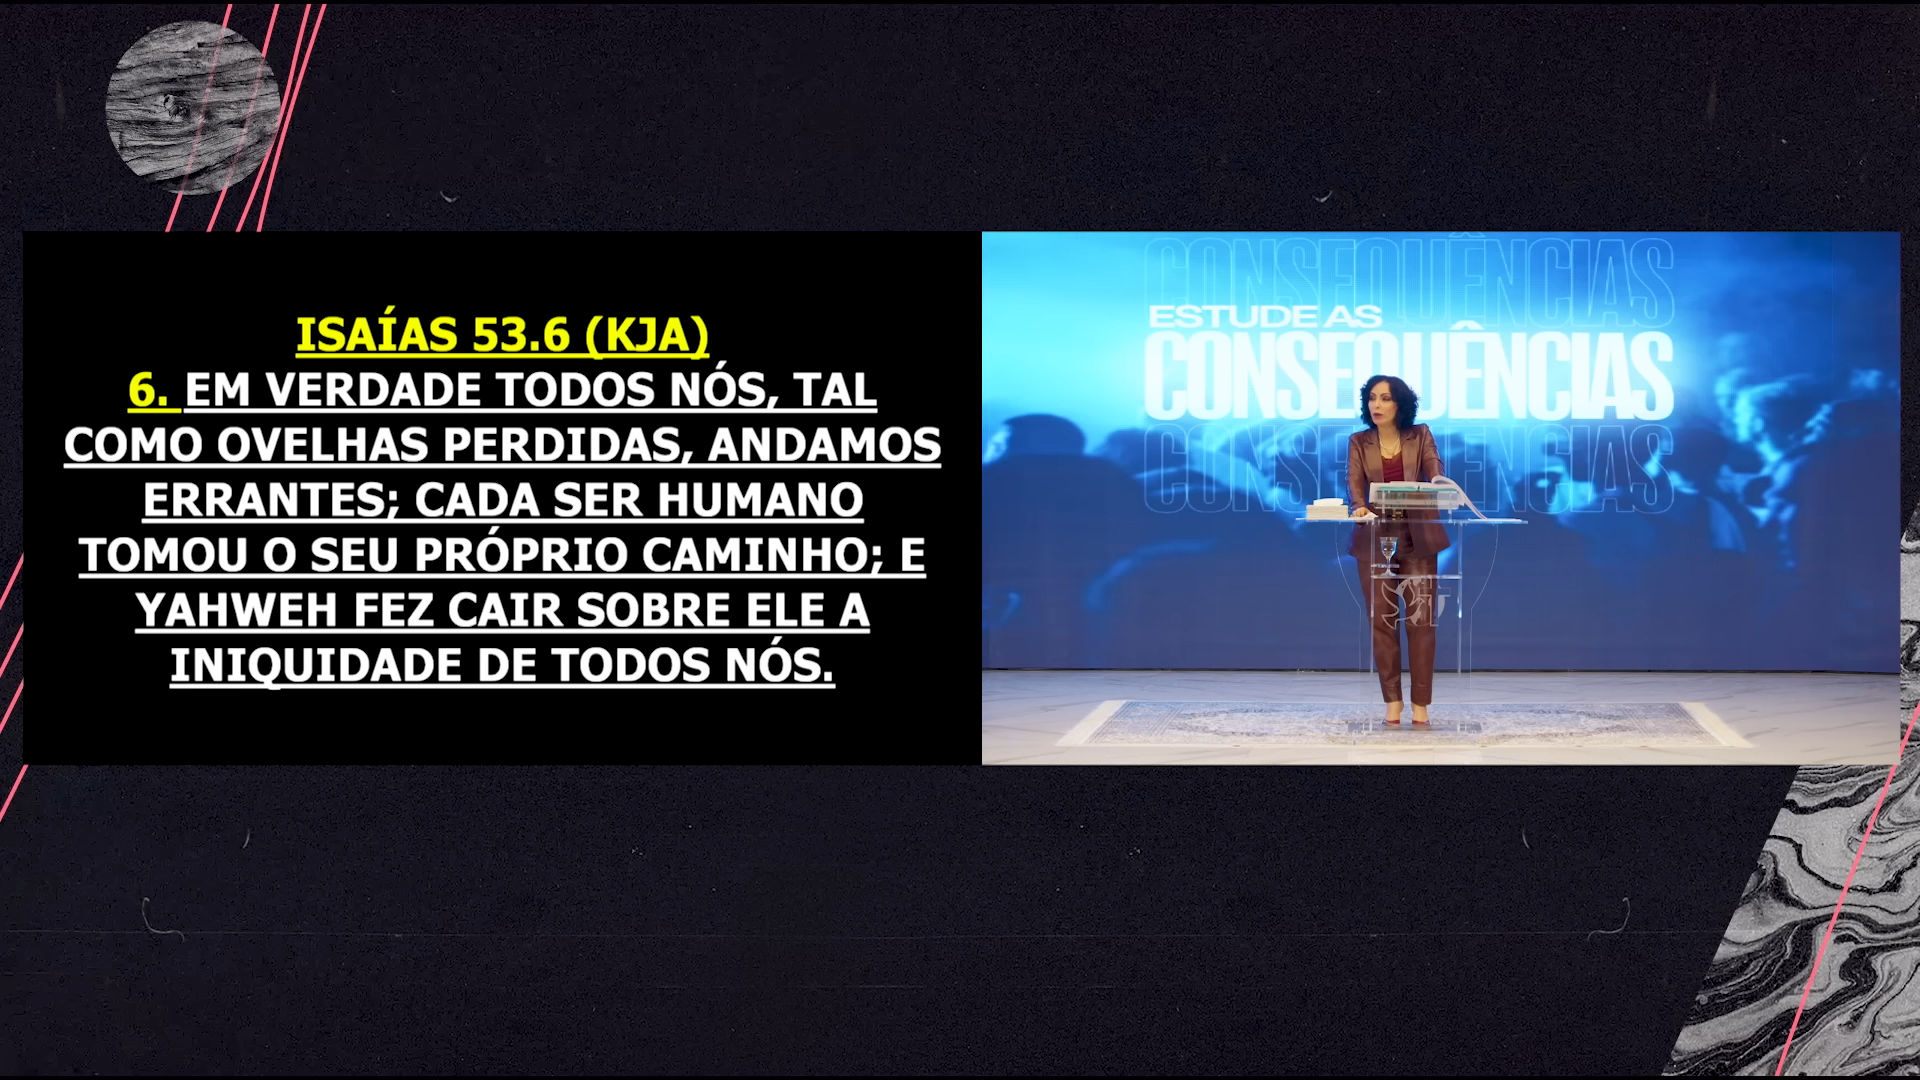 ISAÍAS 53.6 (KJA)
6. EM VERDADE TODOS NÓS, TAL
COMO OVELHAS PERDIDAS, ANDAMOS
ERRANTES; CADA SER HUMANO
TOMOU O SEU PRÓPRIO CAMINHO; E
YAHWEH FEZ CAIR SOBRE ELE A
INIQUIDADE DE TODOS NÓS.
CONSEQUÊNCIAS
ESTUDE AS
CONSEQUÊNCIAS
CONSEQUÊNCIAS